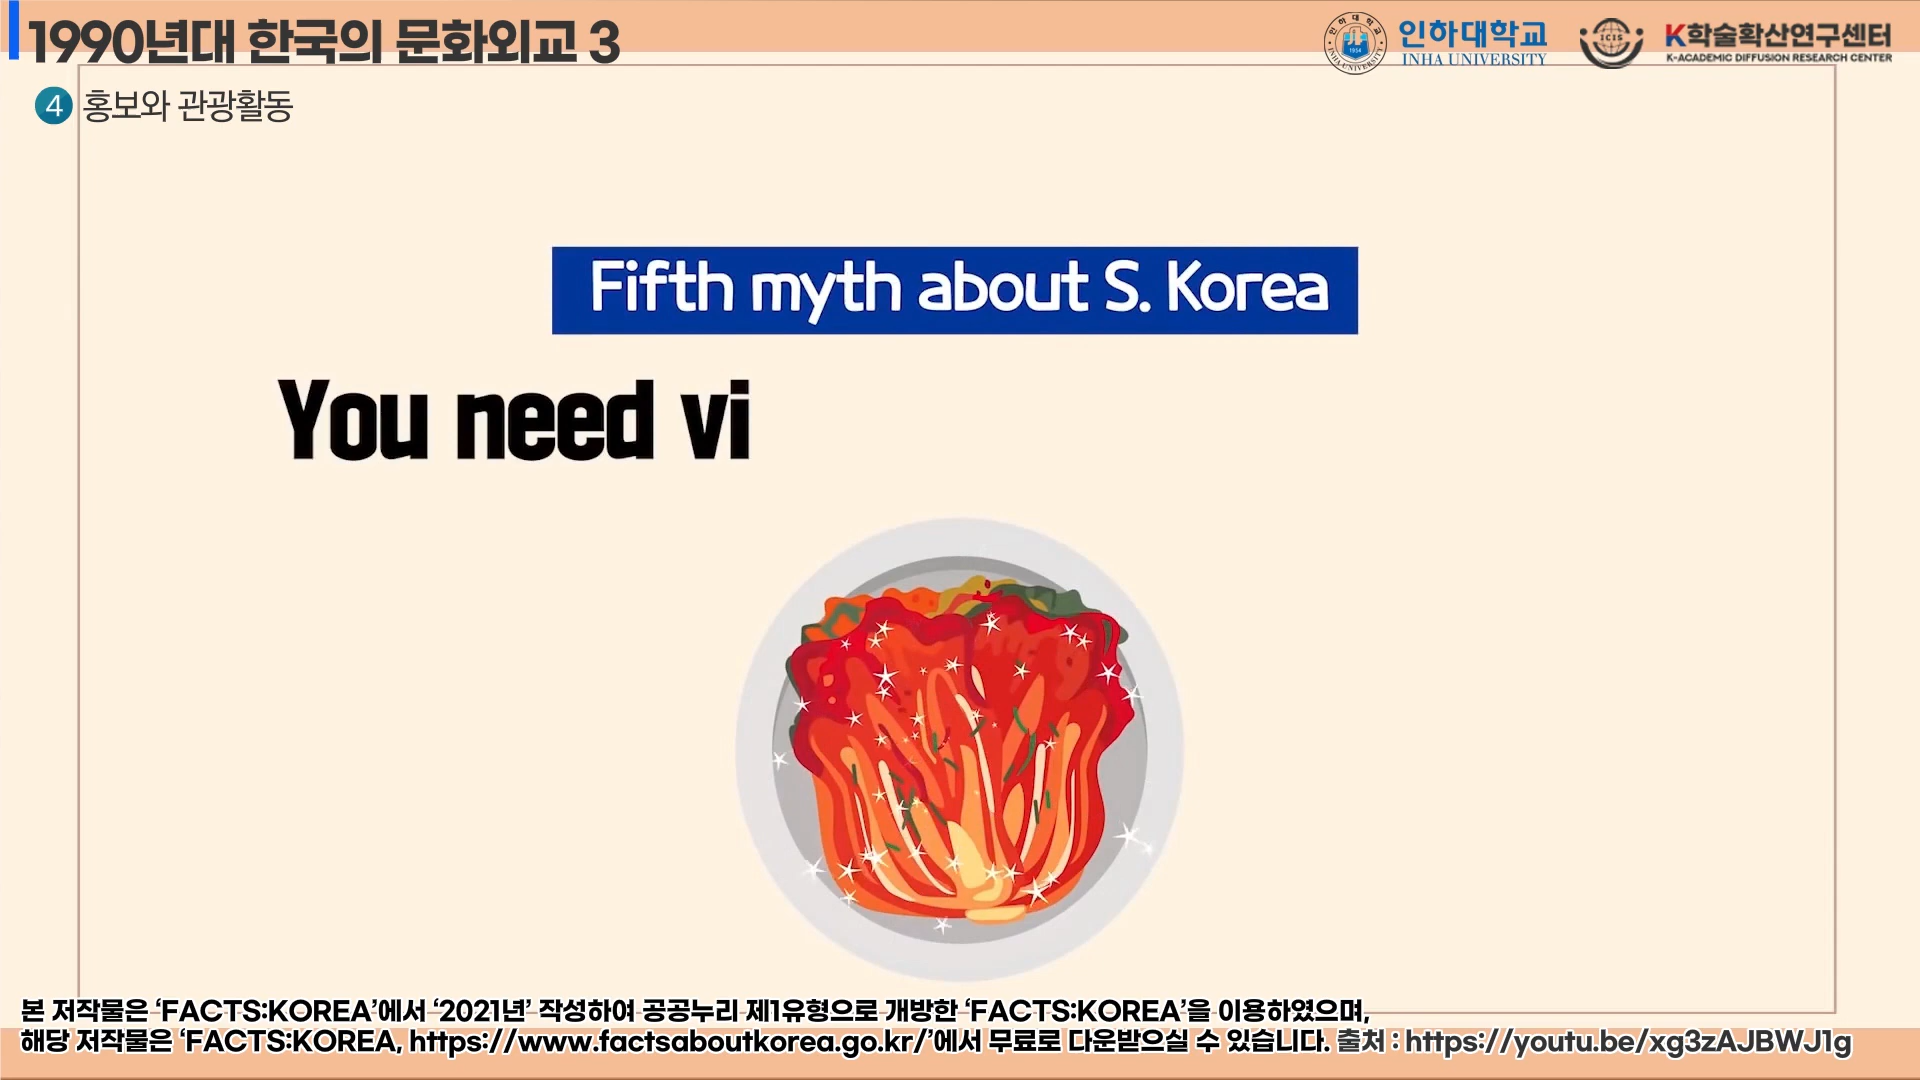 1990년대 한국의 문화외교 3
인하대학교
INHA UNIVERSITY
ICIS
K학술확산연구센터
K-ACADEMIC DIFFUSION RESEARCH CENTER
4 홍보와 관광활동
Fifth myth about S. Korea
You need vi
본 저작물은 ‘FACTS:KOREA’에서 ‘2021년’ 작성하여 공공누리 제1유형으로 개방한 ‘FACTS:KOREA’을 이용하였으며,
해당 저작물은 ‘FACTS:KOREA, https://www.factsaboutkorea.go.kr/’에서 무료로 다운받으실 수 있습니다. 출처 : https://youtu.be/xg3zAJBWJ1g